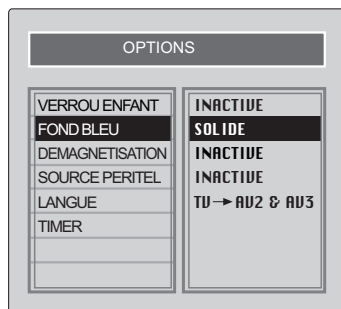 OPTIONS
VERROU ENFANT INACTIVE
FOND BLEU SOLIDE
DEMAGNETISATION INACTIVE
SOURCE PERITEL INACTIVE
LANGUE TV→AV2 & AV3
TIMER